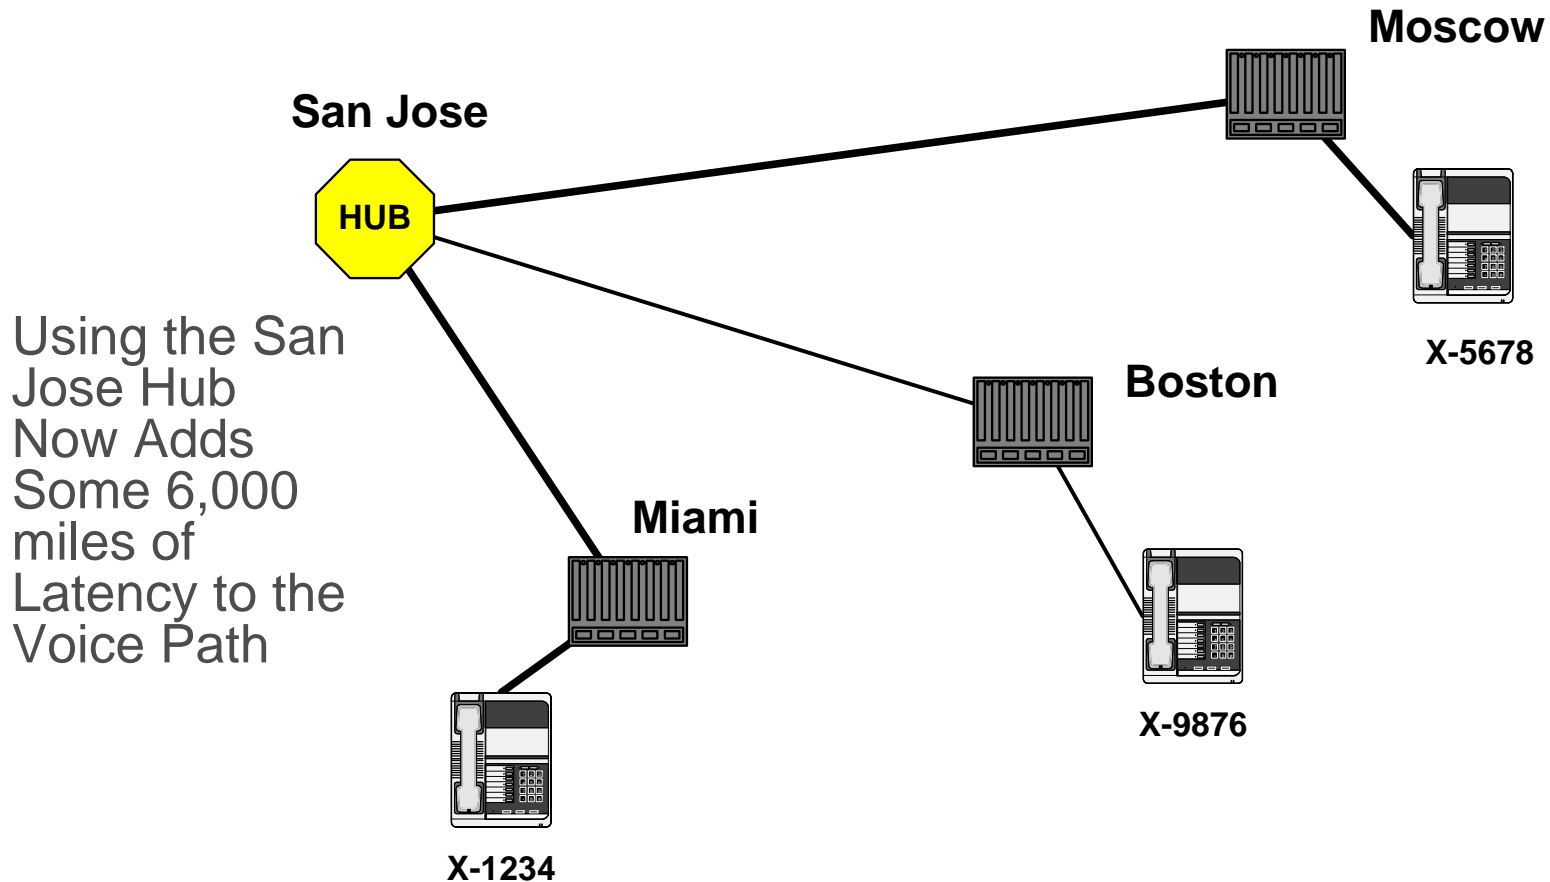 Moscow
San Jose
HUB
X-5678
Using the San
Jose Hub
Now Adds
Some 6,000
miles of
Latency to the
Voice Path
Boston
Miami
X-9876
X-1234